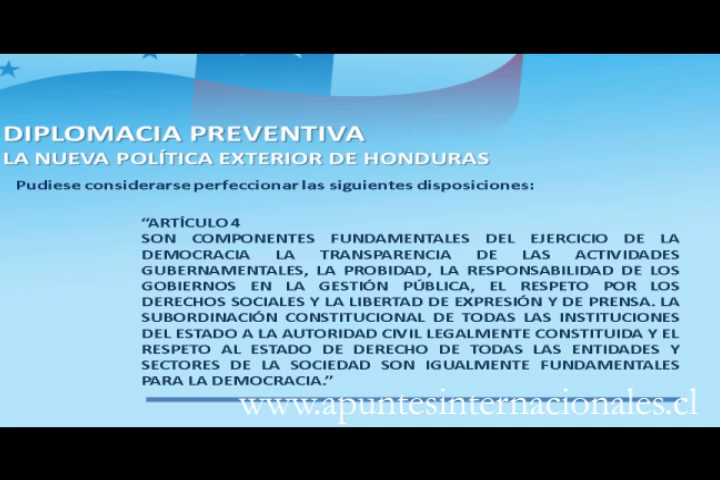 DIPLOMACIA PREVENTIVA
LA NUEVA POLÍTICA EXTERIOR DE HONDURAS
Pudiese considerarse perfeccionar las siguientes disposiciones:
“ARTÍCULO 4
SON COMPONENTES FUNDAMENTALES DEL EJERCICIO DE LA
DEMOCRACIA LA TRANSPARENCIA DE LAS ACTIVIDADES
GUBERNAMENTALES, LA PROBIDAD, LA RESPONSABILIDAD DE LOS
GOBIERNOS EN LA GESTIÓN PÚBLICA, EL RESPETO POR LOS
DERECHOS SOCIALES Y LA LIBERTAD DE EXPRESIÓN Y DE PRENSA. LA
SUBORDINACIÓN CONSTITUCIONAL DE TODAS LAS INSTITUCIONES
DEL ESTADO A LA AUTORIDAD CIVIL LEGALMENTE CONSTITUIDA Y EL
RESPETO AL ESTADO DE DERECHO DE TODAS LAS ENTIDADES Y
SECTORES DE LA SOCIEDAD SON IGUALMENTE FUNDAMENTALES
PARA LA DEMOCRACIA.”
www.apuntesinternacionales.cl